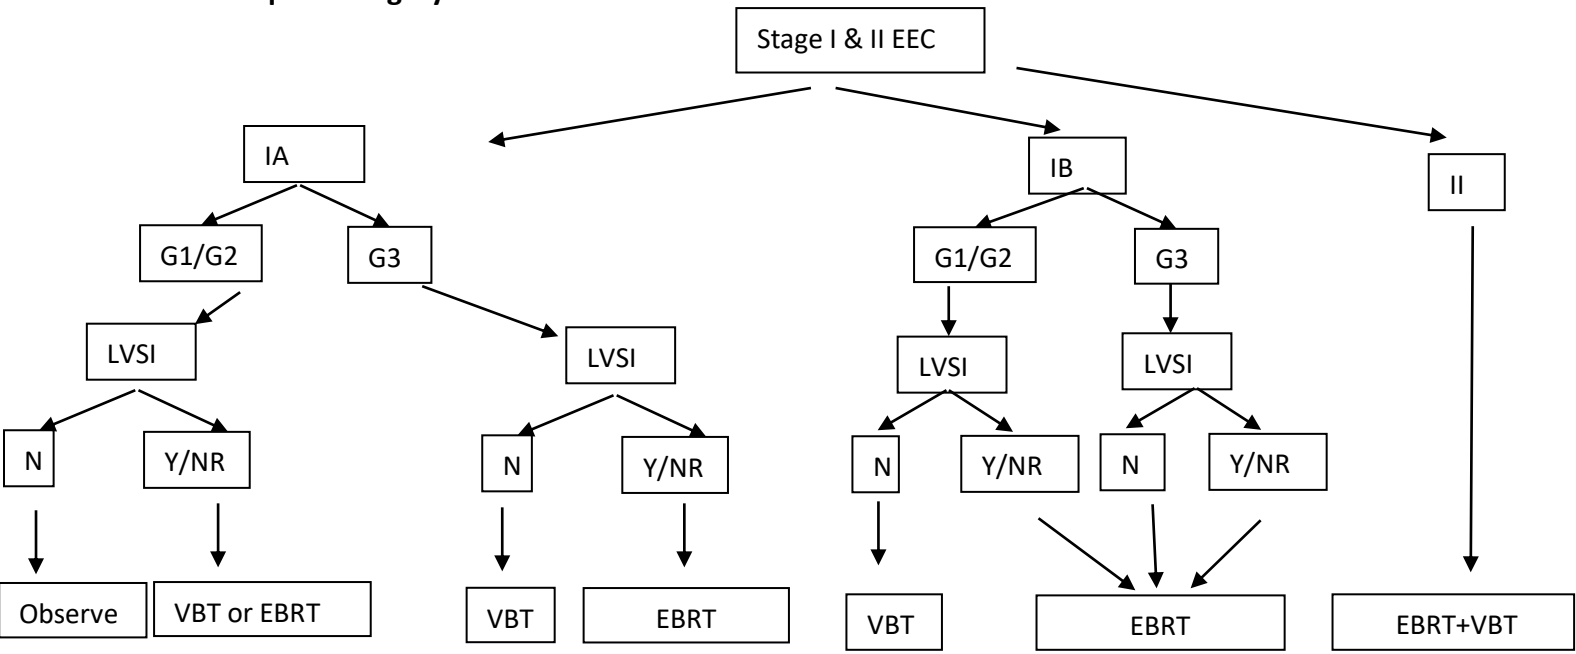 Stage I & II EEC
IA
IB
II
G1/G2
G3
G1/G2
G3
LVSI
LVSI
LVSI
LVSI
N
Y/NR
N
Y/NR
N
Y/NR
N
Y/NR
Observe
VBT or EBRT
VBT
EBRT
VBT
EBRT
EBRT+VBT